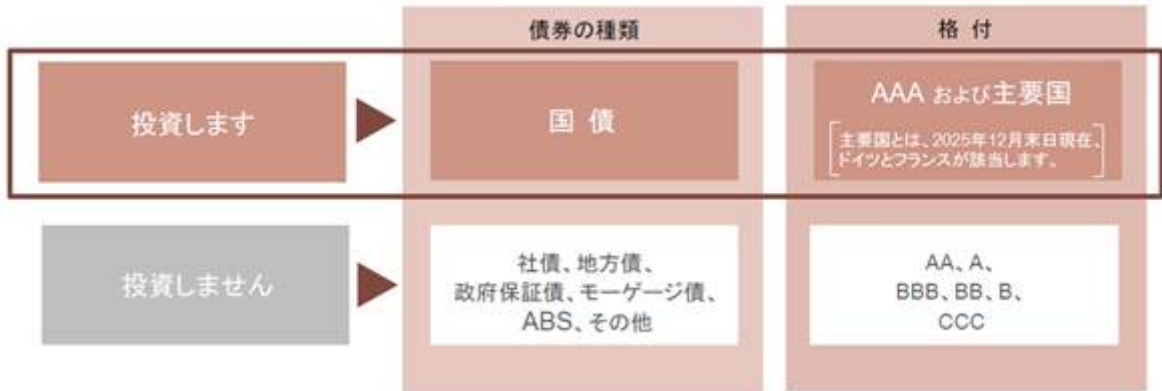 債券の種類
格 付
投資します
国 債
AAA および主要国
主要国とは、2025年12月末日現在、
ドイツとフランスが該当します。
投資しません
社債、地方債、
政府保証債、モーゲージ債、
ABS、その他
AA、A、
BBB、BB、B、
CCC